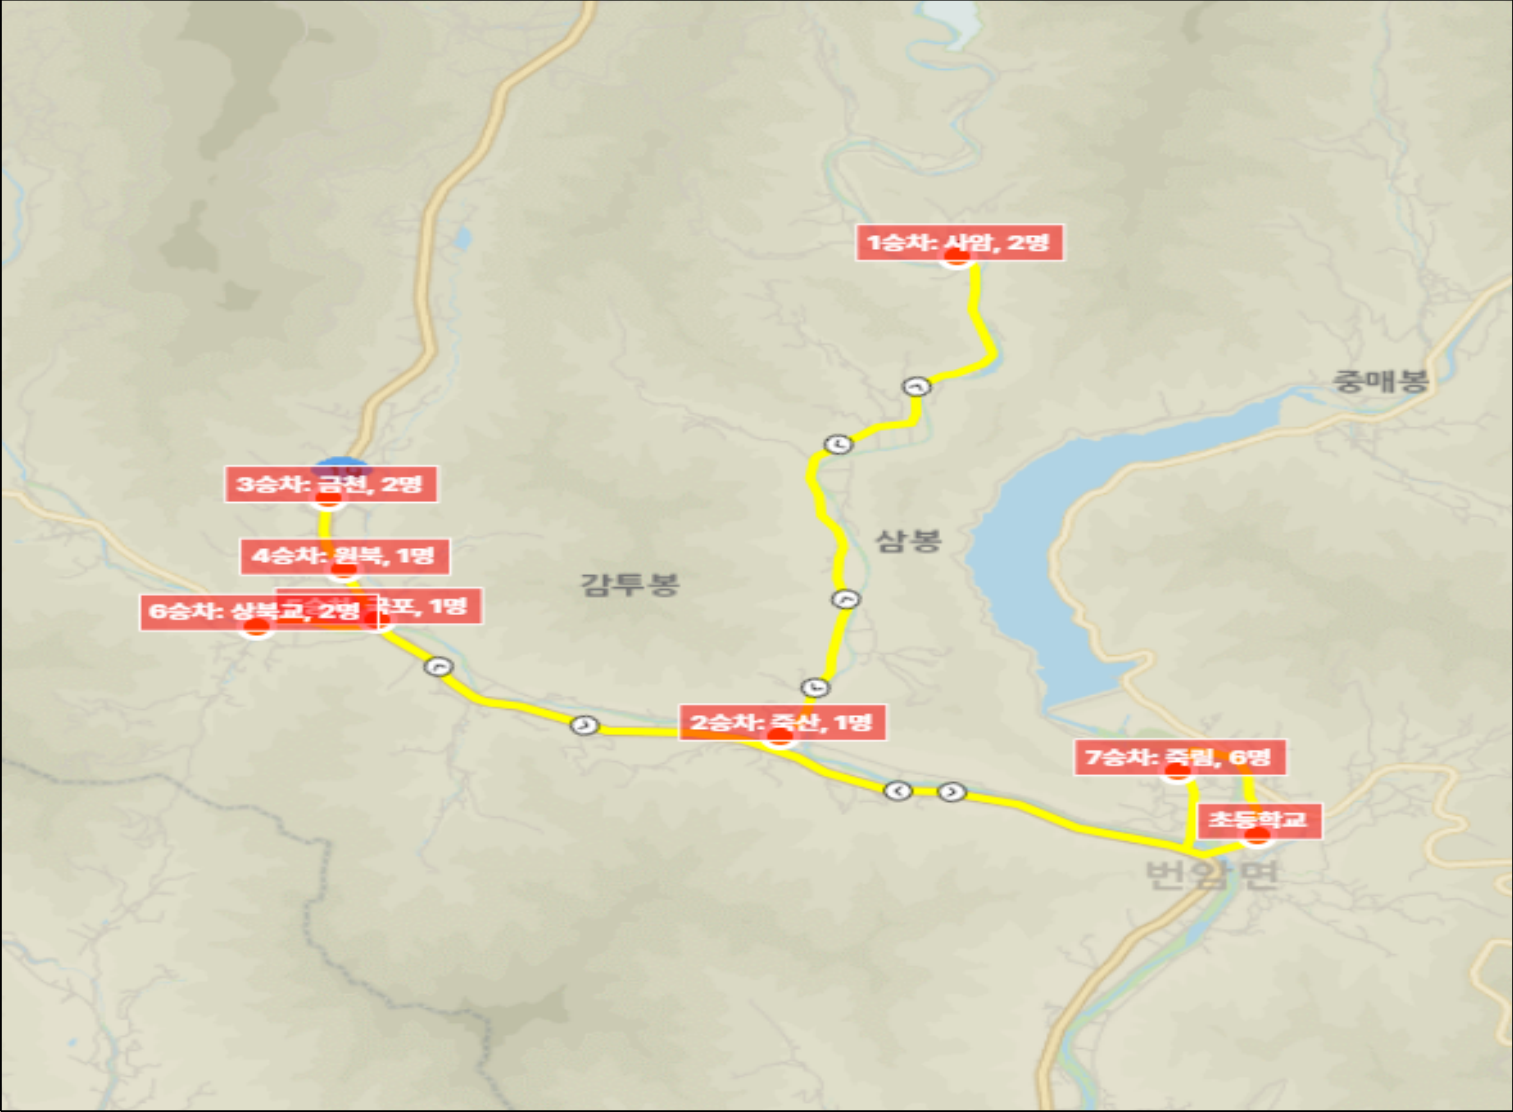 1승차: 사암, 2명
중매봉
3승차: 금천, 2명
삼봉
4승차: 원북, 1명
감투봉
6승차: 상북교, 2명
국포, 1명
2승차: 죽산, 1명
7승차: 죽림, 6명
초등학교
번암면